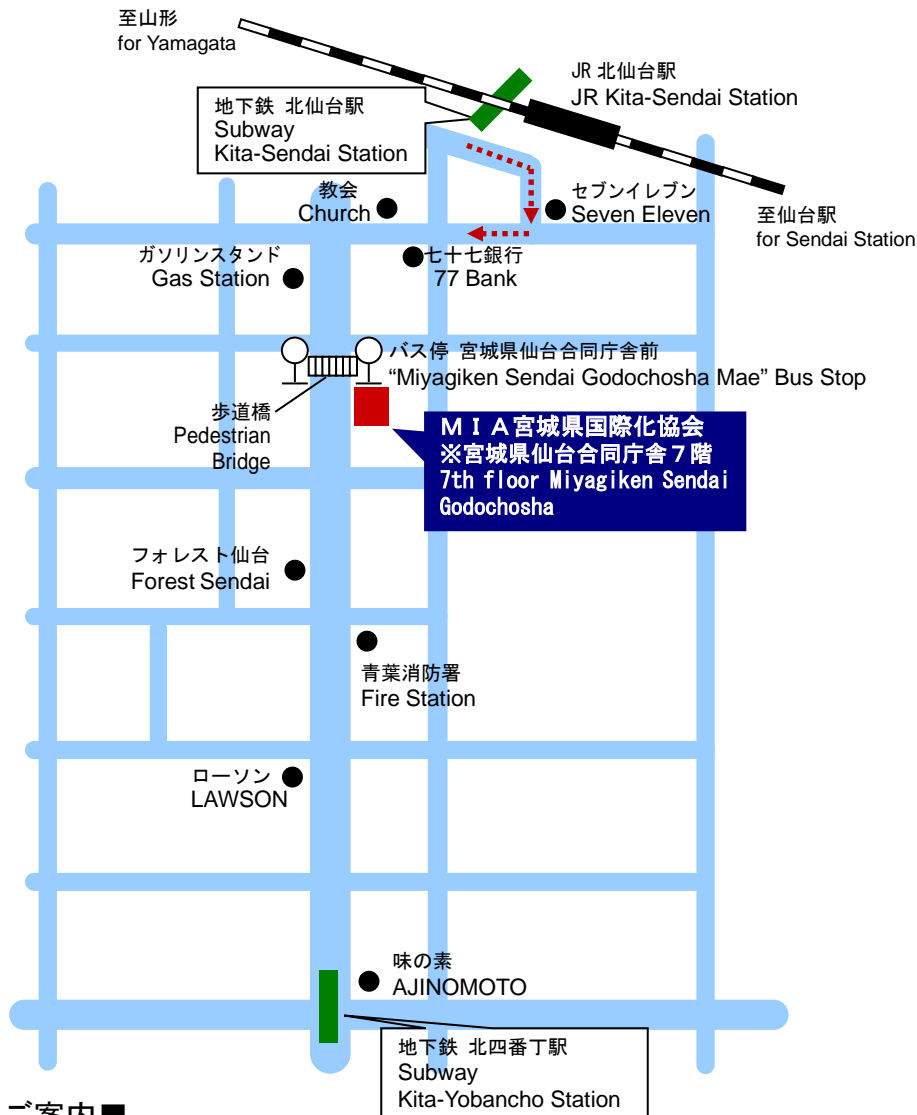 至山形
for Yamagata
JR 北仙台駅
JR Kita-Sendai Station
地下鉄 北仙台駅
Subway
Kita-Sendai Station
教会
Church
セブンイレブン
Seven Eleven
至仙台駅
for Sendai Station
ガソリンスタンド
Gas Station
七十七銀行
77 Bank
バス停 宮城県仙台合同庁舎前
“Miyagiken Sendai Godochosha Mae” Bus Stop
歩道橋
Pedestrian
Bridge
ＭＩＡ宮城県国際化協会
※宮城県仙台合同庁舎７階
7th floor Miyagiken Sendai
Godochosha
フォレスト仙台
Forest Sendai
青葉消防署
Fire Station
ローソン
LAWSON
味の素
AJINOMOTO
地下鉄 北四番丁駅
Subway
Kita-Yobancho Station
ご案内■